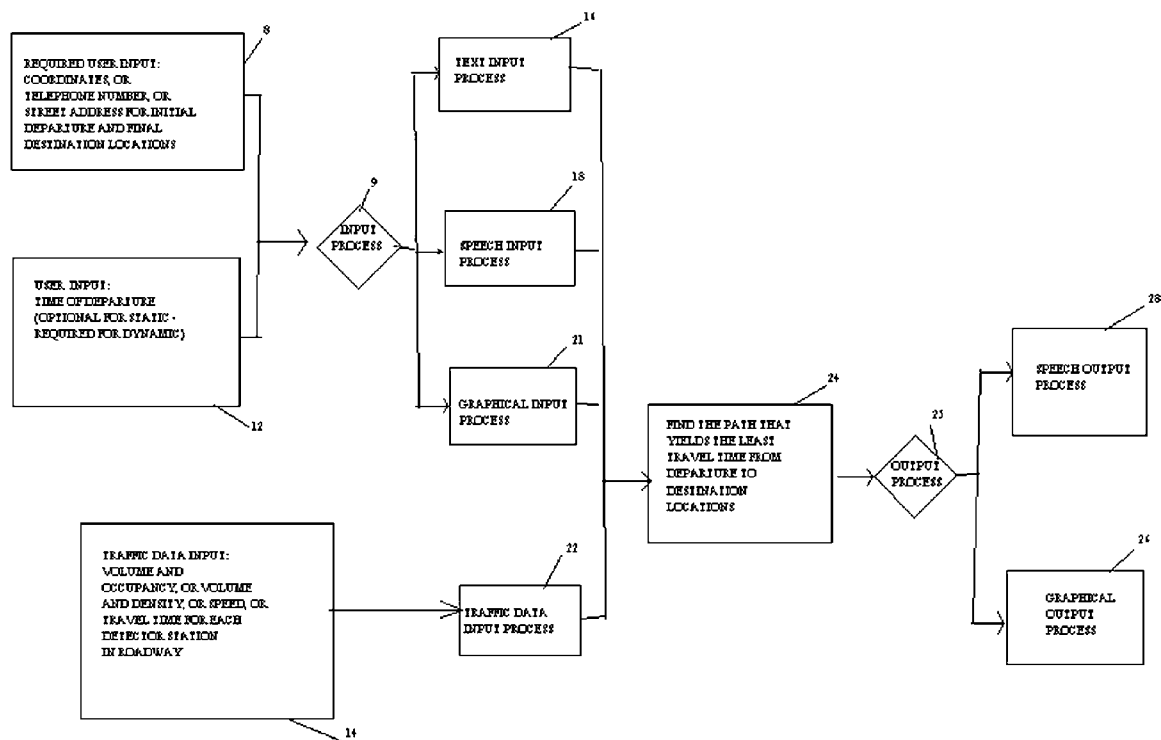 8
REQUIRED USER INPUT:
COORDINATES, OR
TELEPHONE NUMBER, OR
STREET ADDRESS FOR INITIAL
DEPARTURE AND FINAL
DESTINATION LOCATIONS
USER INPUT:
TIME OF DEPARTURE
(OPTIONAL FOR STATIC -
REQUIRED FOR DYNAMIC)
12
9
INPUT
PROCESS
16
TEXT INPUT
PROCESS
18
SPEECH INPUT
PROCESS
21
GRAPHICAL INPUT
PROCESS
TRAFFIC DATA INPUT:
VOLUME AND
OCCUPANCY, OR VOLUME
AND DENSITY, OR SPEED, OR
TRAVEL TIME FOR EACH
DETECTOR STATION
IN ROADWAY
14
22
TRAFFIC DATA
INPUT PROCESS
24
FIND THE PATH THAT
YIELDS THE LEAST
TRAVEL TIME FROM
DEPARTURE TO
DESTINATION
LOCATIONS
25
OUTPUT
PROCESS
28
SPEECH OUTPUT
PROCESS
26
GRAPHICAL
OUTPUT
PROCESS